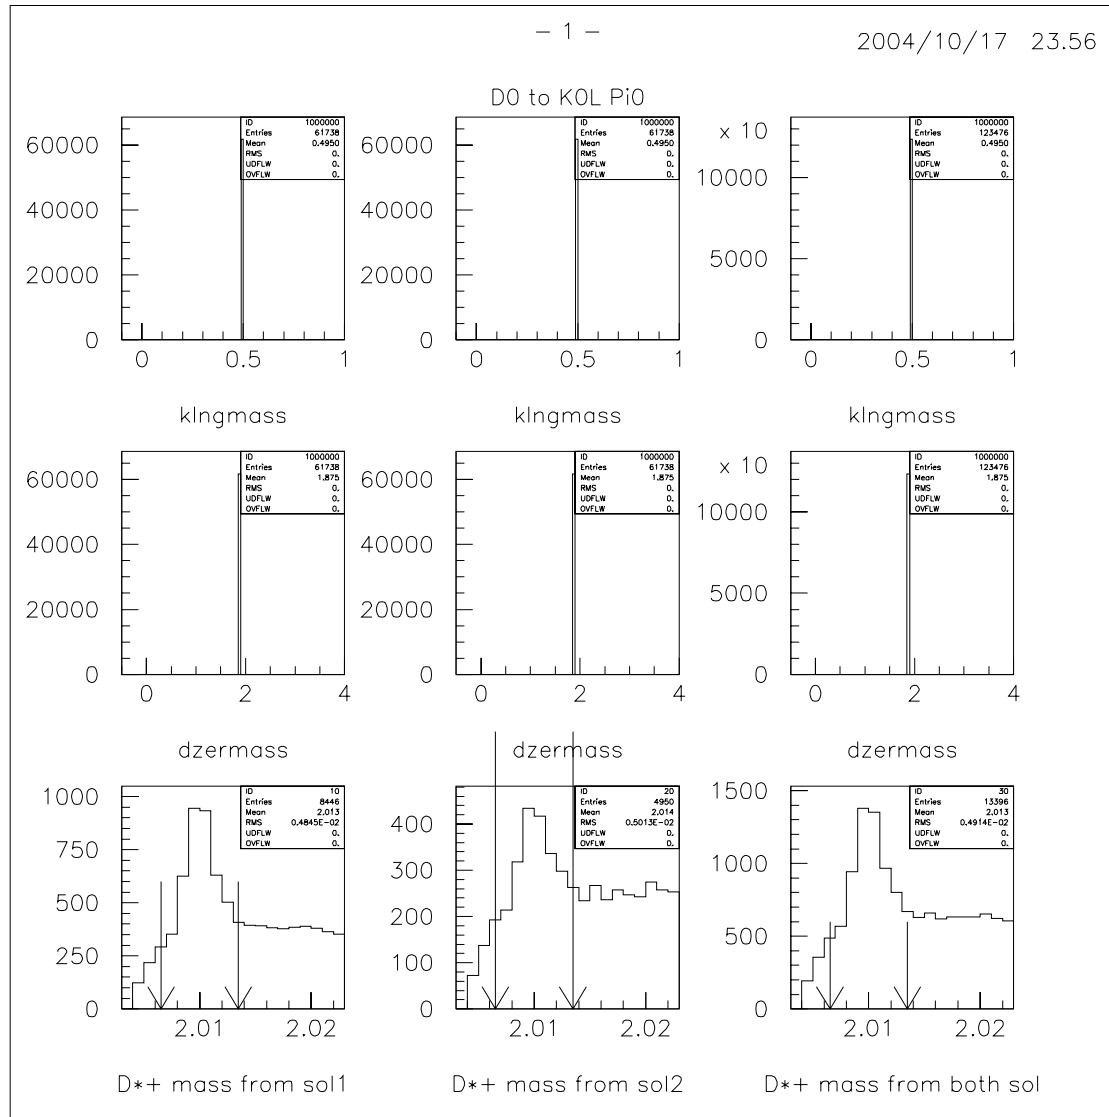 – 1 –
2004/10/17 23.56
D0 to K0L Pi0
ID 1000000
Entries 61738
Mean 0.4950
RMS 0.
UDFLW 0.
OVFLW 0.
60000
40000
20000
0
0 0.5 1
klngmass
ID 1000000
Entries 61738
Mean 0.4950
RMS 0.
UDFLW 0.
OVFLW 0.
60000
40000
20000
0
0 0.5 1
klngmass
x 10
ID 1000000
Entries 123476
Mean 0.4950
RMS 0.
UDFLW 0.
OVFLW 0.
10000
5000
0
0 0.5 1
klngmass
ID 1000000
Entries 61738
Mean 1.875
RMS 0.
UDFLW 0.
OVFLW 0.
60000
40000
20000
0
0 2 4
dzermass
ID 1000000
Entries 61738
Mean 1.875
RMS 0.
UDFLW 0.
OVFLW 0.
60000
40000
20000
0
0 2 4
dzermass
x 10
ID 1000000
Entries 123476
Mean 1.875
RMS 0.
UDFLW 0.
OVFLW 0.
10000
5000
0
0 2 4
dzermass
ID 10
Entries 8446
Mean 2.013
RMS 0.4845E-02
UDFLW 0.
OVFLW 0.
1000
750
500
250
0
2.01 2.02
D*+ mass from sol1
ID 20
Entries 4950
Mean 2.014
RMS 0.5013E-02
UDFLW 0.
OVFLW 0.
400
300
200
100
0
2.01 2.02
D*+ mass from sol2
ID 30
Entries 13396
Mean 2.013
RMS 0.4914E-02
UDFLW 0.
OVFLW 0.
1500
1000
500
0
2.01 2.02
D*+ mass from both sol